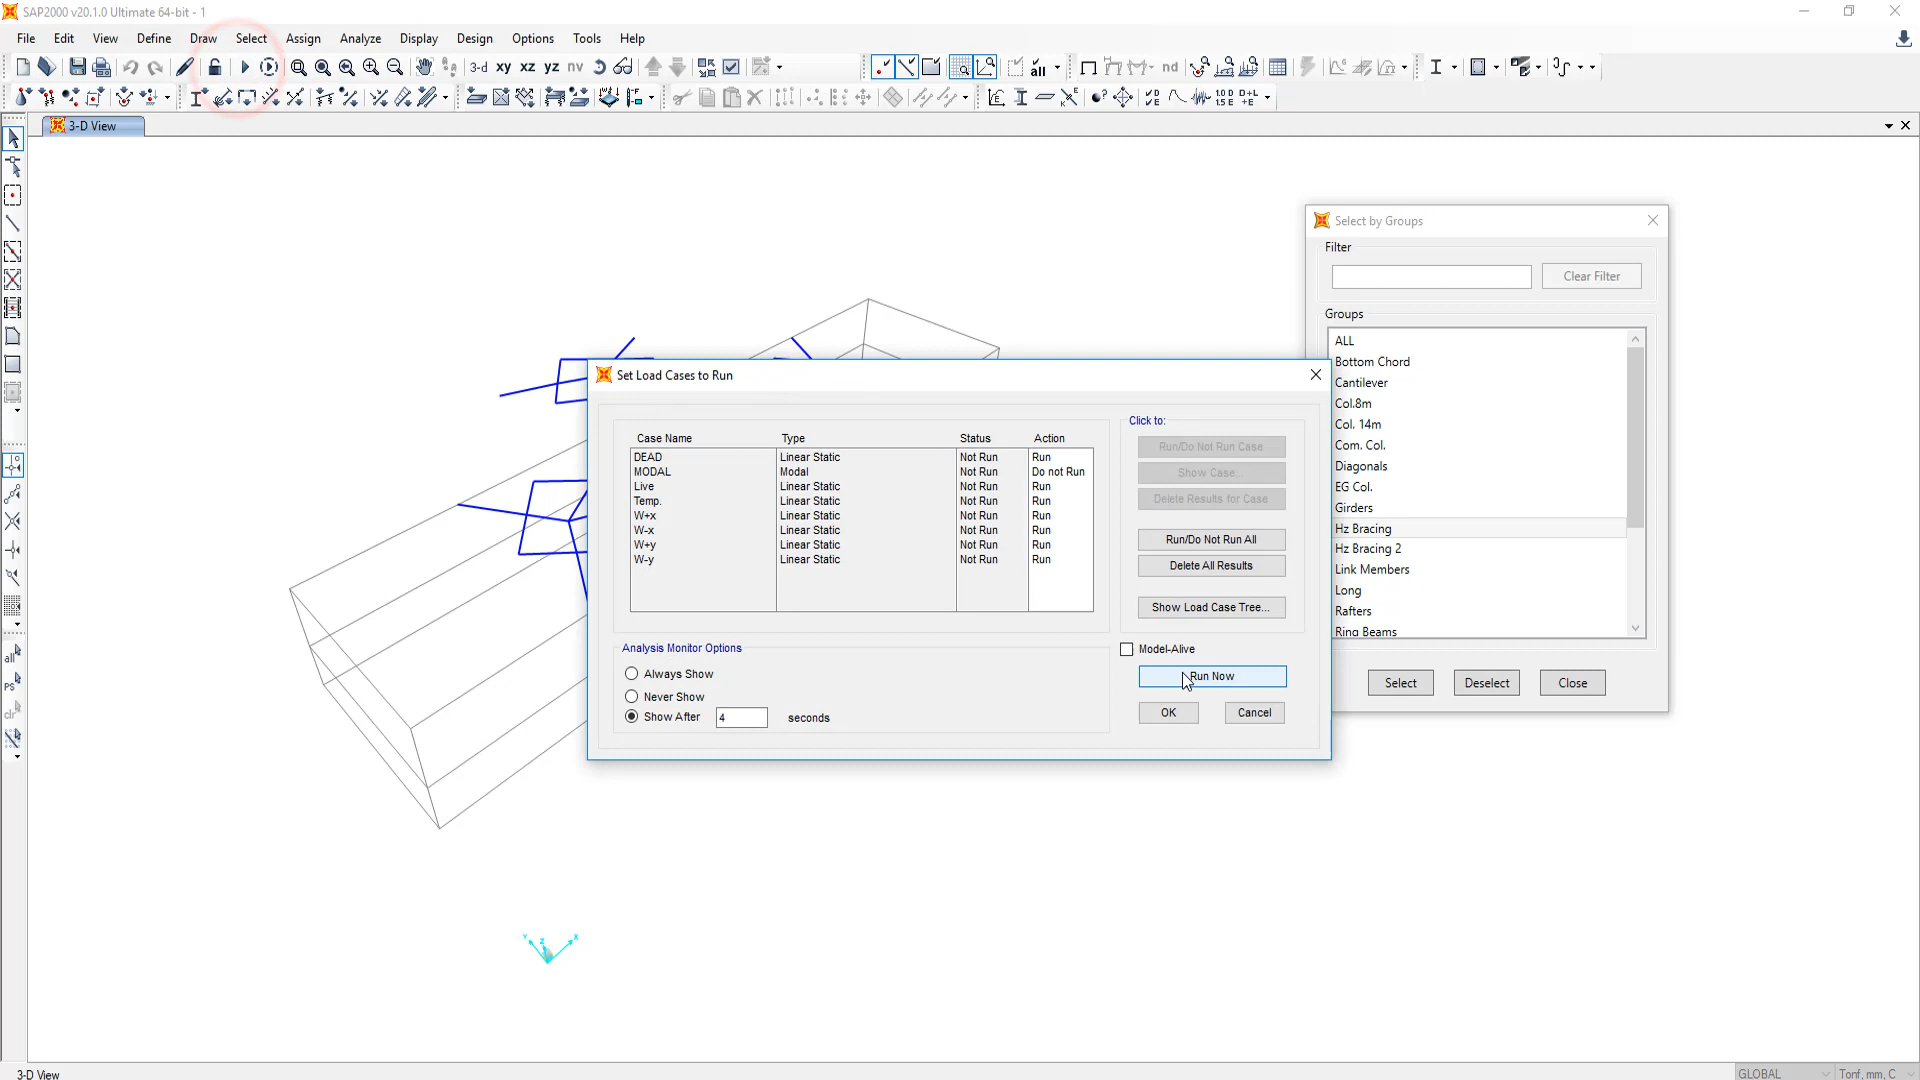 SAP2000 v20.1.0 Ultimate 64-bit - 1
File Edit View Define Draw Select Assign Analyze Display Design Options Tools Help
3-d xy xz yz nv all nd
3-D View
Select by Groups
Filter
Clear Filter
Groups
ALL
Bottom Chord
Cantilever
Col.8m
Col. 14m
Com. Col.
Diagonals
EG Col.
Girders
Hz Bracing
Hz Bracing 2
Link Members
Long
Rafters
Ring Beams
Select Deselect Close
Set Load Cases to Run
Case Name Type Status Action
DEAD Linear Static Not Run Run
MODAL Modal Not Run Do not Run
Live Linear Static Not Run Run
Temp. Linear Static Not Run Run
W+x Linear Static Not Run Run
W-x Linear Static Not Run Run
W+y Linear Static Not Run Run
W-y Linear Static Not Run Run
Click to:
Run/Do Not Run Case
Show Case...
Delete Results for Case
Run/Do Not Run All
Delete All Results
Show Load Case Tree...
Analysis Monitor Options
Always Show
Never Show
Show After 4 seconds
Model-Alive
Run Now
OK Cancel
all
PS
clr
Y Z X
3-D View
GLOBAL Tonf, mm, C